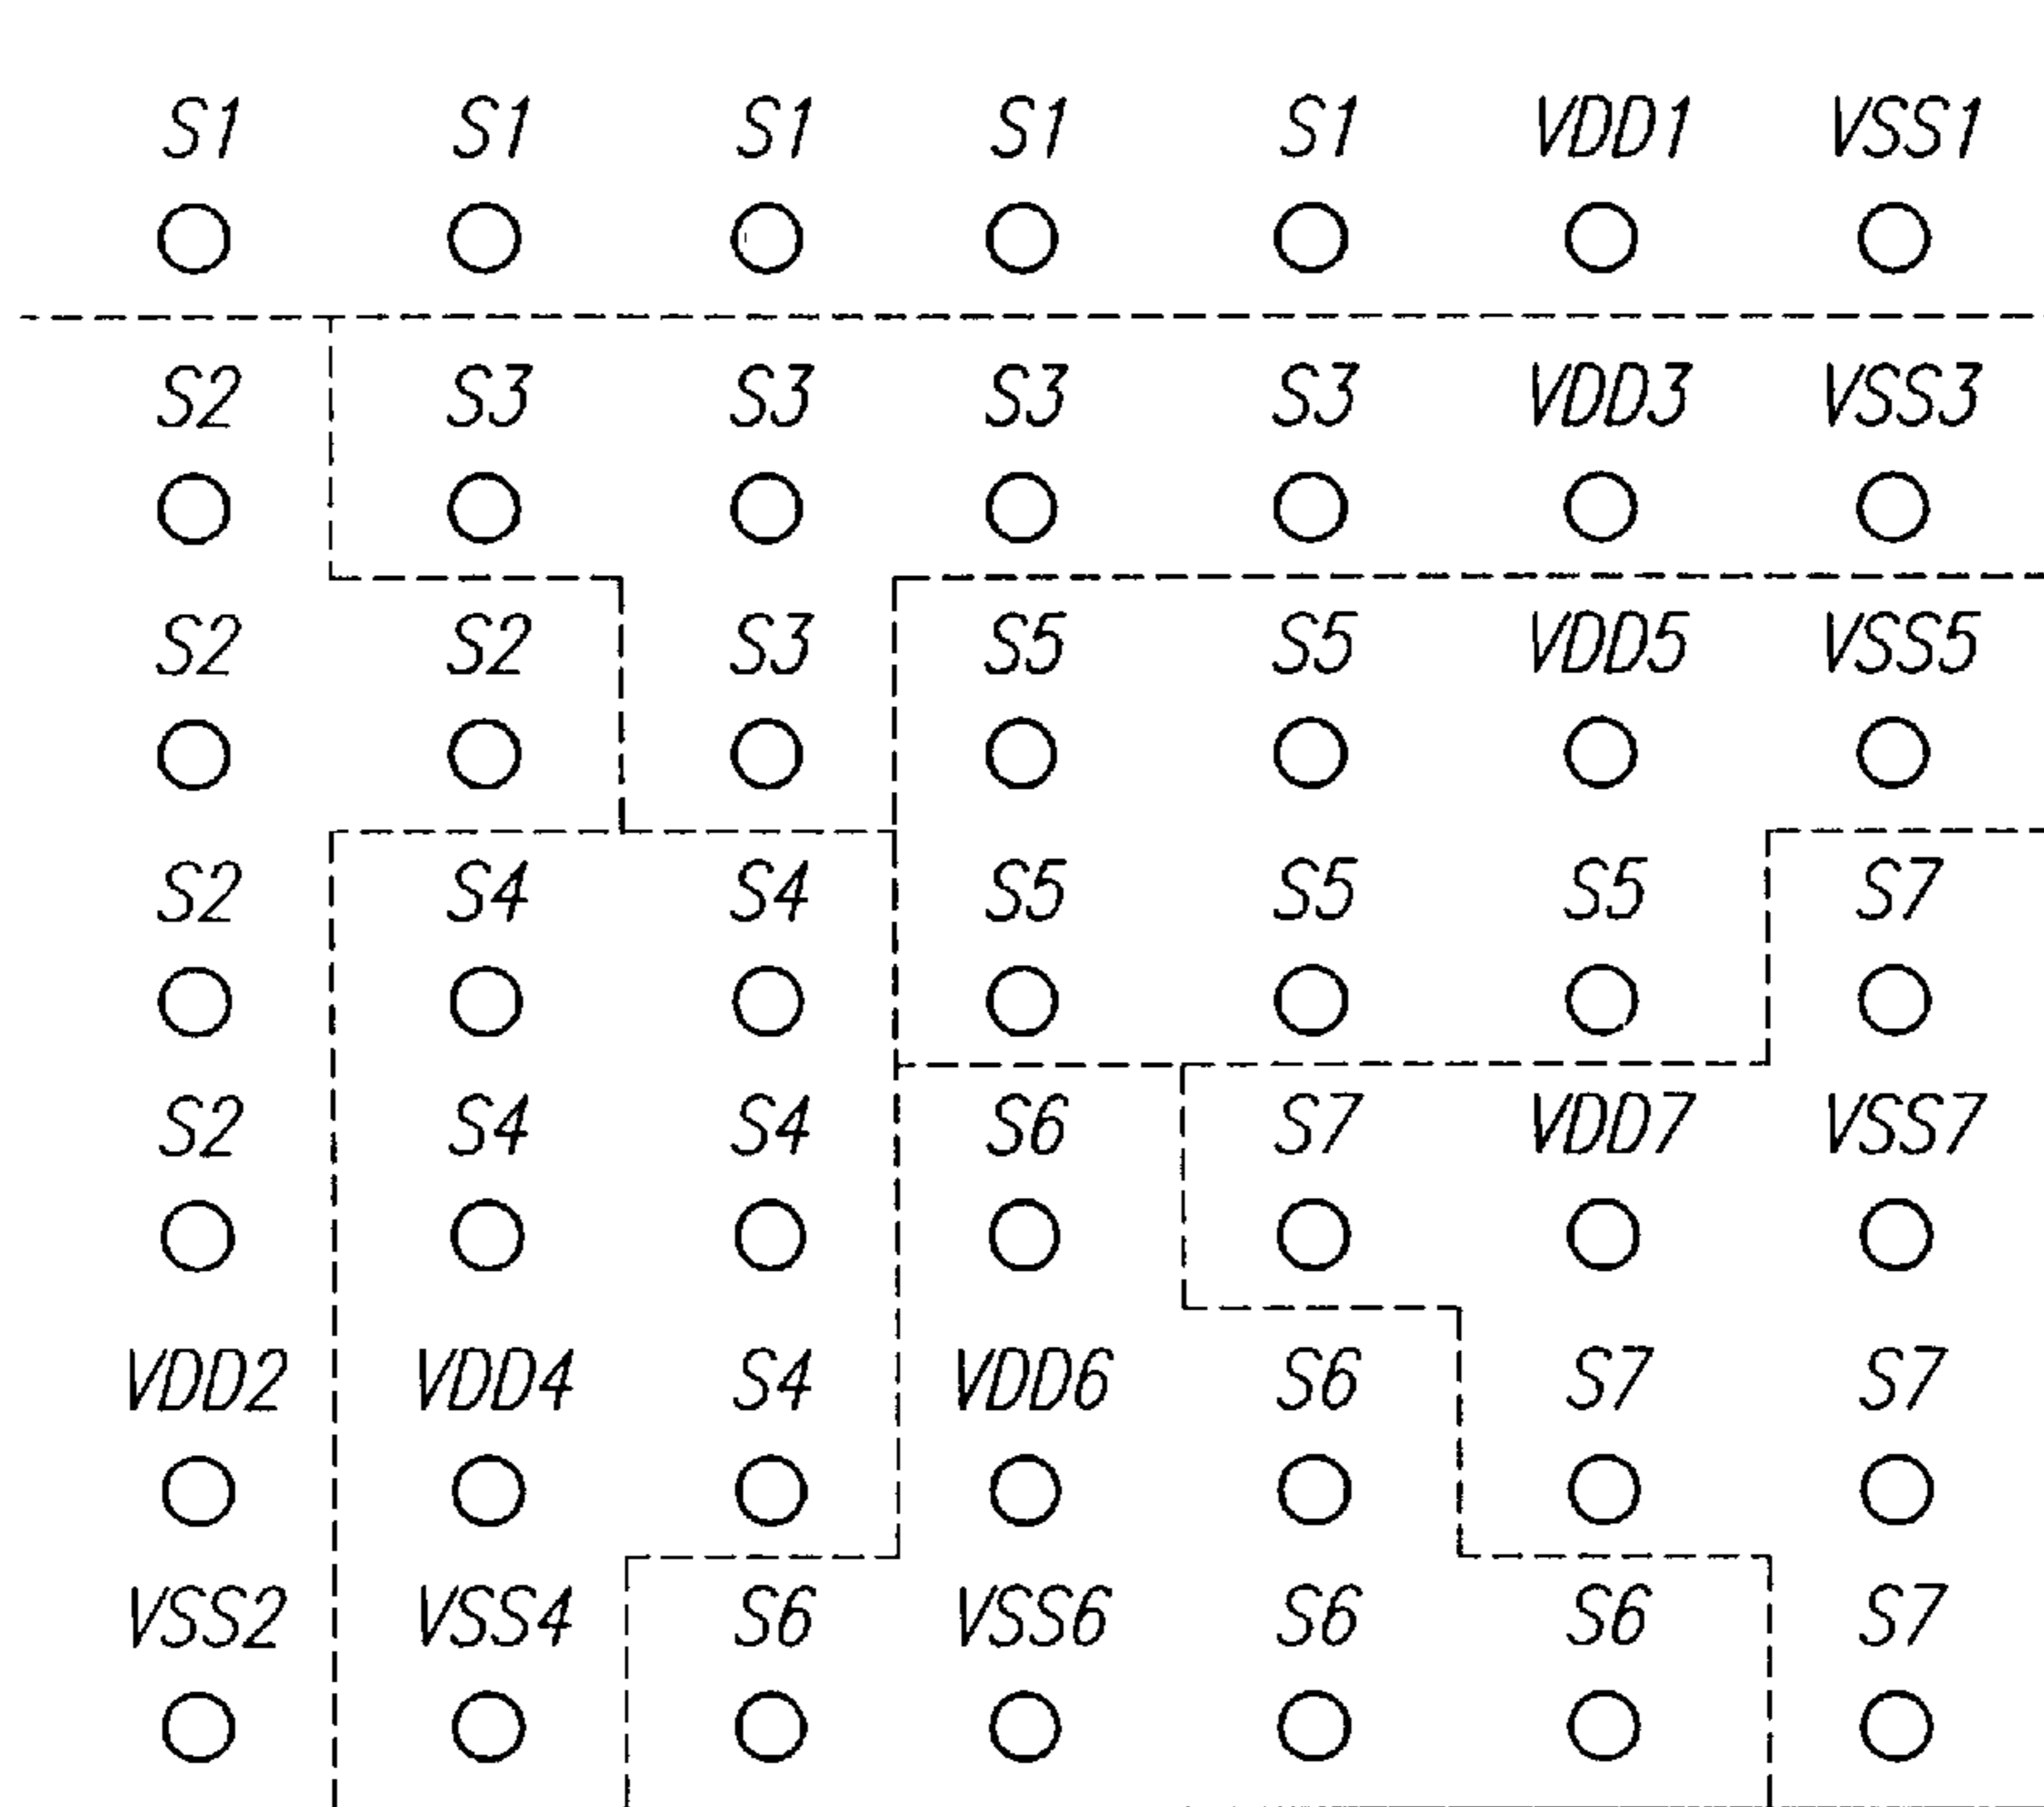 S1 S1 S1 S1 S1 VDD1 VSS1
S2 S3 S3 S3 S3 VDD3 VSS3
S2 S2 S3 S5 S5 VDD5 VSS5
S2 S4 S4 S5 S5 S5 S7
S2 S4 S4 S6 S7 VDD7 VSS7
VDD2 VDD4 S4 VDD6 S6 S7 S7
VSS2 VSS4 S6 VSS6 S6 S6 S7